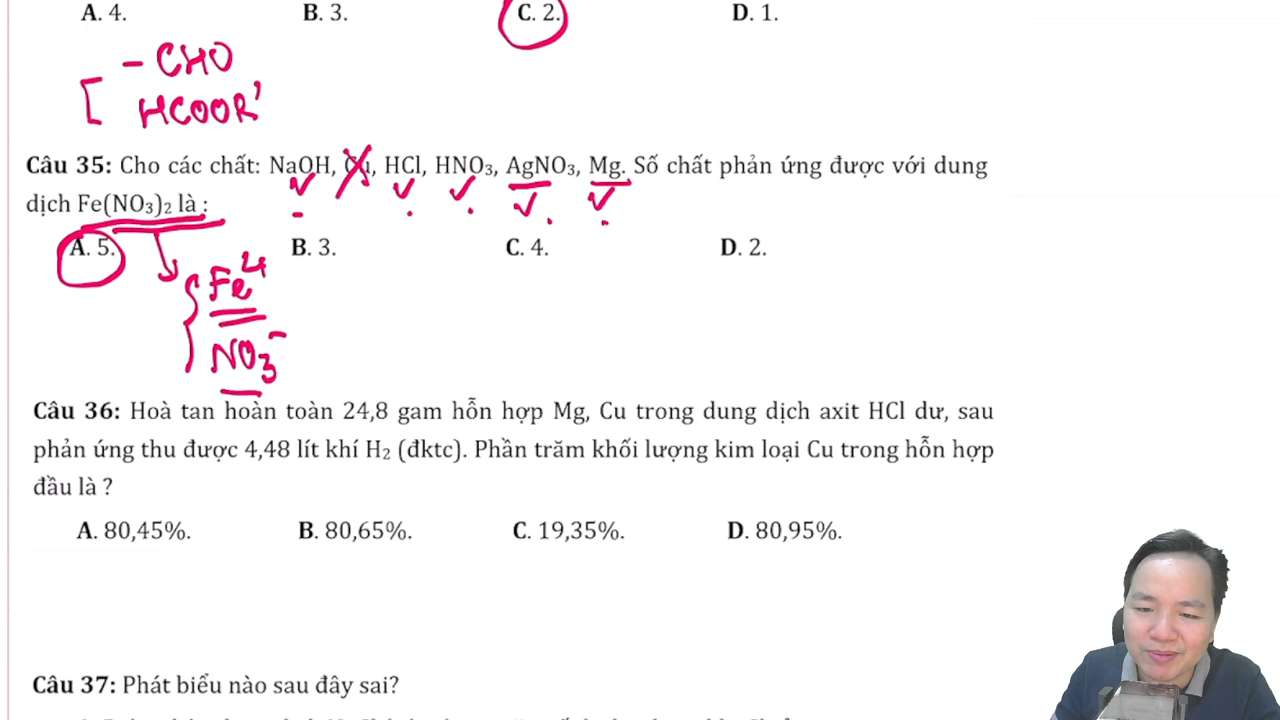 A. 4. B. 3. C. 2. D. 1.
- CHO
HCOOR'
Câu 35: Cho các chất: NaOH, Cu, HCl, HNO₃, AgNO₃, Mg. Số chất phản ứng được với dung
dịch Fe(NO₃)₂ là :
A. 5. B. 3. C. 4. D. 2.
Fe²⁺
NO₃⁻
Câu 36: Hoà tan hoàn toàn 24,8 gam hỗn hợp Mg, Cu trong dung dịch axit HCl dư, sau
phản ứng thu được 4,48 lít khí H₂ (đktc). Phần trăm khối lượng kim loại Cu trong hỗn hợp
đầu là ?
A. 80,45%. B. 80,65%. C. 19,35%. D. 80,95%.
Câu 37: Phát biểu nào sau đây sai?